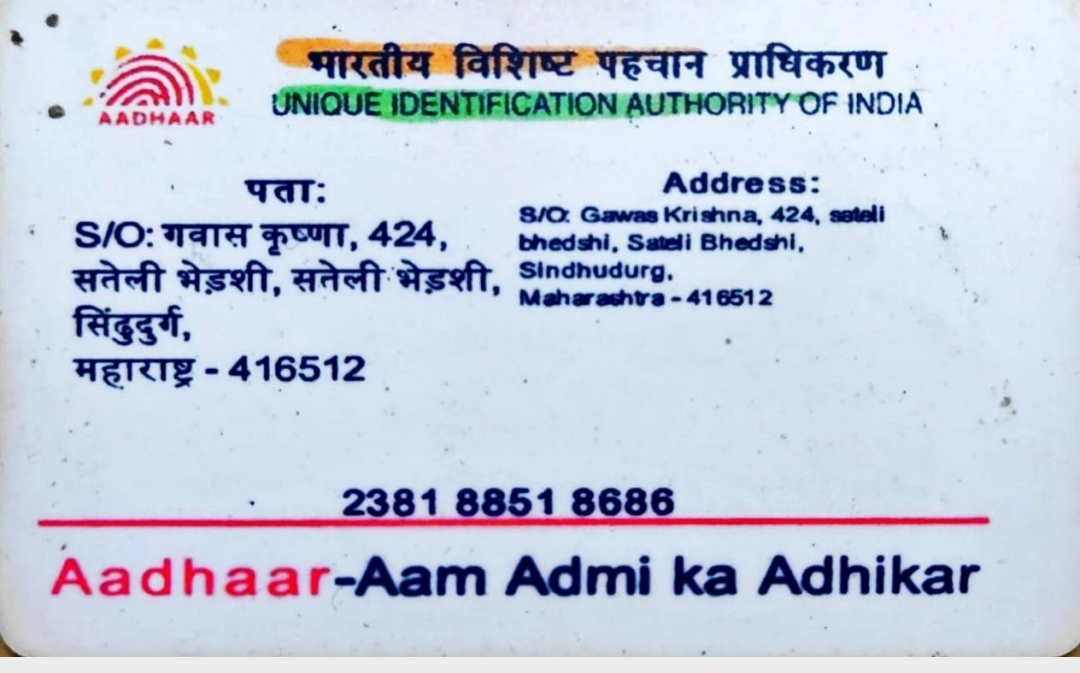 AADHAAR
भारतीय विशिष्ट पहचान प्राधिकरण
UNIQUE IDENTIFICATION AUTHORITY OF INDIA
पता:
S/O: गवास कृष्णा, 424,
सतेली भेड़शी, सतेली भेड़शी,
सिंढुदुर्ग,
महाराष्ट्र - 416512
Address:
S/O: Gawas Krishna, 424, sateli
bhedshi, Sateli Bhedshi,
Sindhudurg,
Maharashtra - 416512
2381 8851 8686
Aadhaar-Aam Admi ka Adhikar